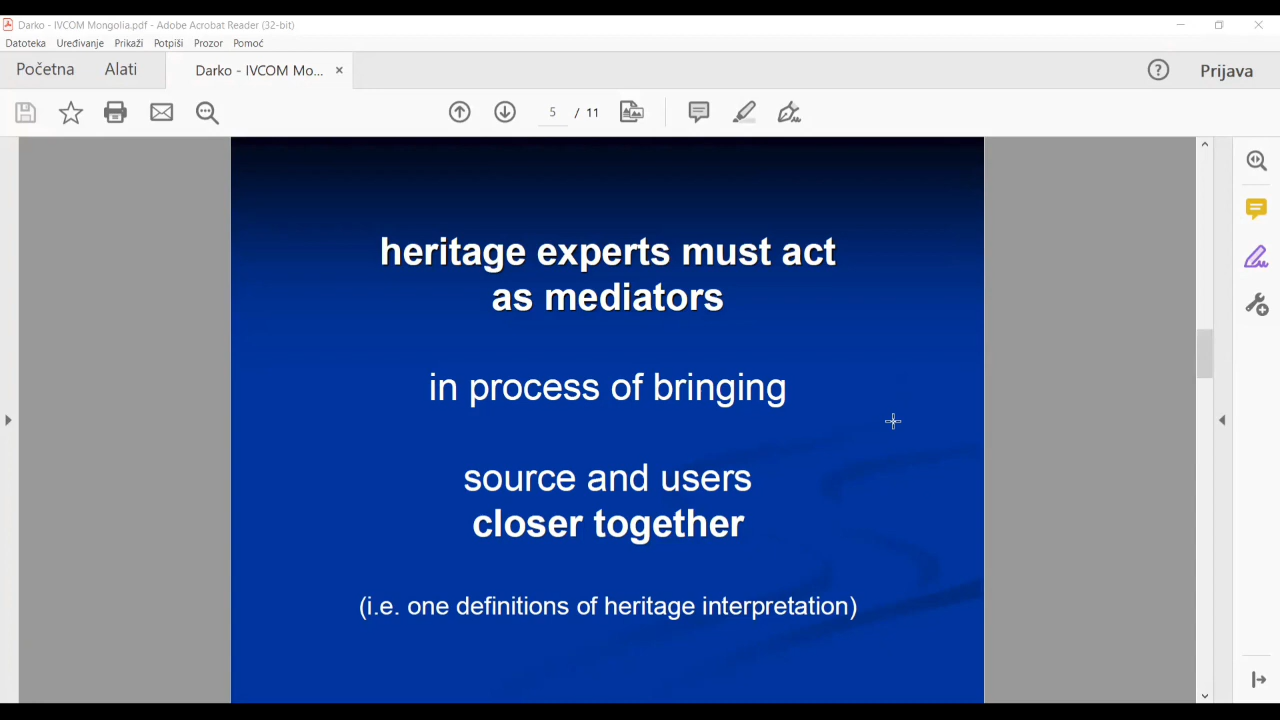 Darko - IVCOM Mongolia.pdf - Adobe Acrobat Reader (32-bit)
Datoteka Uređivanje Prikaži Potpiši Prozor Pomoć
Početna Alati Darko - IVCOM Mo... Prijava
5 / 11
heritage experts must act
as mediators
in process of bringing
source and users
closer together
(i.e. one definitions of heritage interpretation)